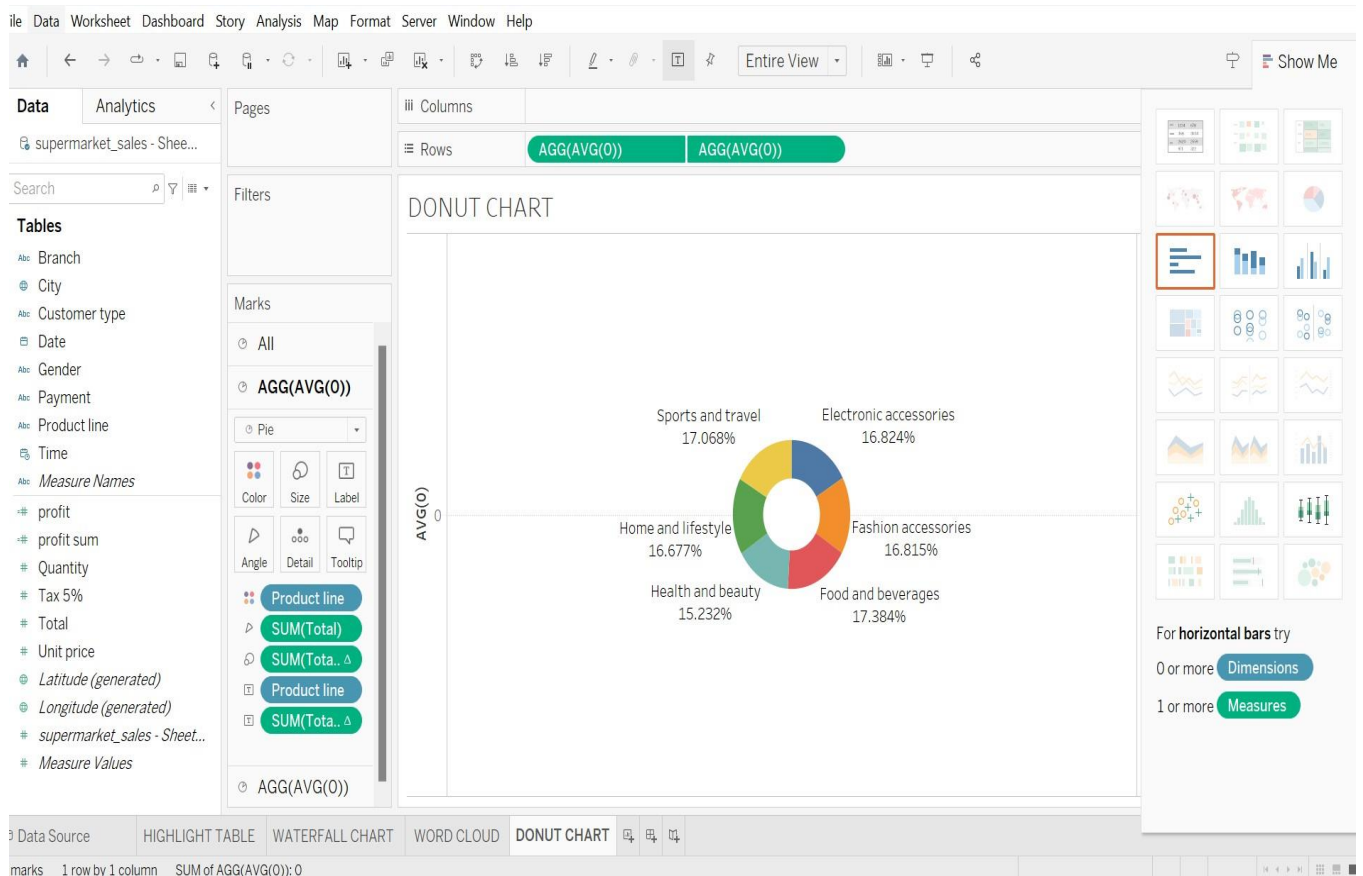 ile Data Worksheet Dashboard Story Analysis Map Format Server Window Help
Entire View
Show Me
Data Analytics
supermarket_sales - Shee...
Search
Tables
Abc Branch
City
Abc Customer type
Date
Abc Gender
Abc Payment
Abc Product line
Time
Abc Measure Names
profit
profit sum
Quantity
Tax 5%
Total
Unit price
Latitude (generated)
Longitude (generated)
supermarket_sales - Sheet...
Measure Values
Pages
Filters
Marks
All
AGG(AVG(0))
Pie
Color Size Label
Angle Detail Tooltip
Product line
SUM(Total)
SUM(Tota.. Δ
Product line
SUM(Tota.. Δ
AGG(AVG(0))
iii Columns
Rows AGG(AVG(0)) AGG(AVG(0))
DONUT CHART
AVG(0)
0
Sports and travel
17.068%
Electronic accessories
16.824%
Home and lifestyle
16.677%
Fashion accessories
16.815%
Health and beauty
15.232%
Food and beverages
17.384%
For horizontal bars try
0 or more Dimensions
1 or more Measures
Data Source HIGHLIGHT TABLE WATERFALL CHART WORD CLOUD DONUT CHART
marks 1 row by 1 column SUM of AGG(AVG(0)): 0